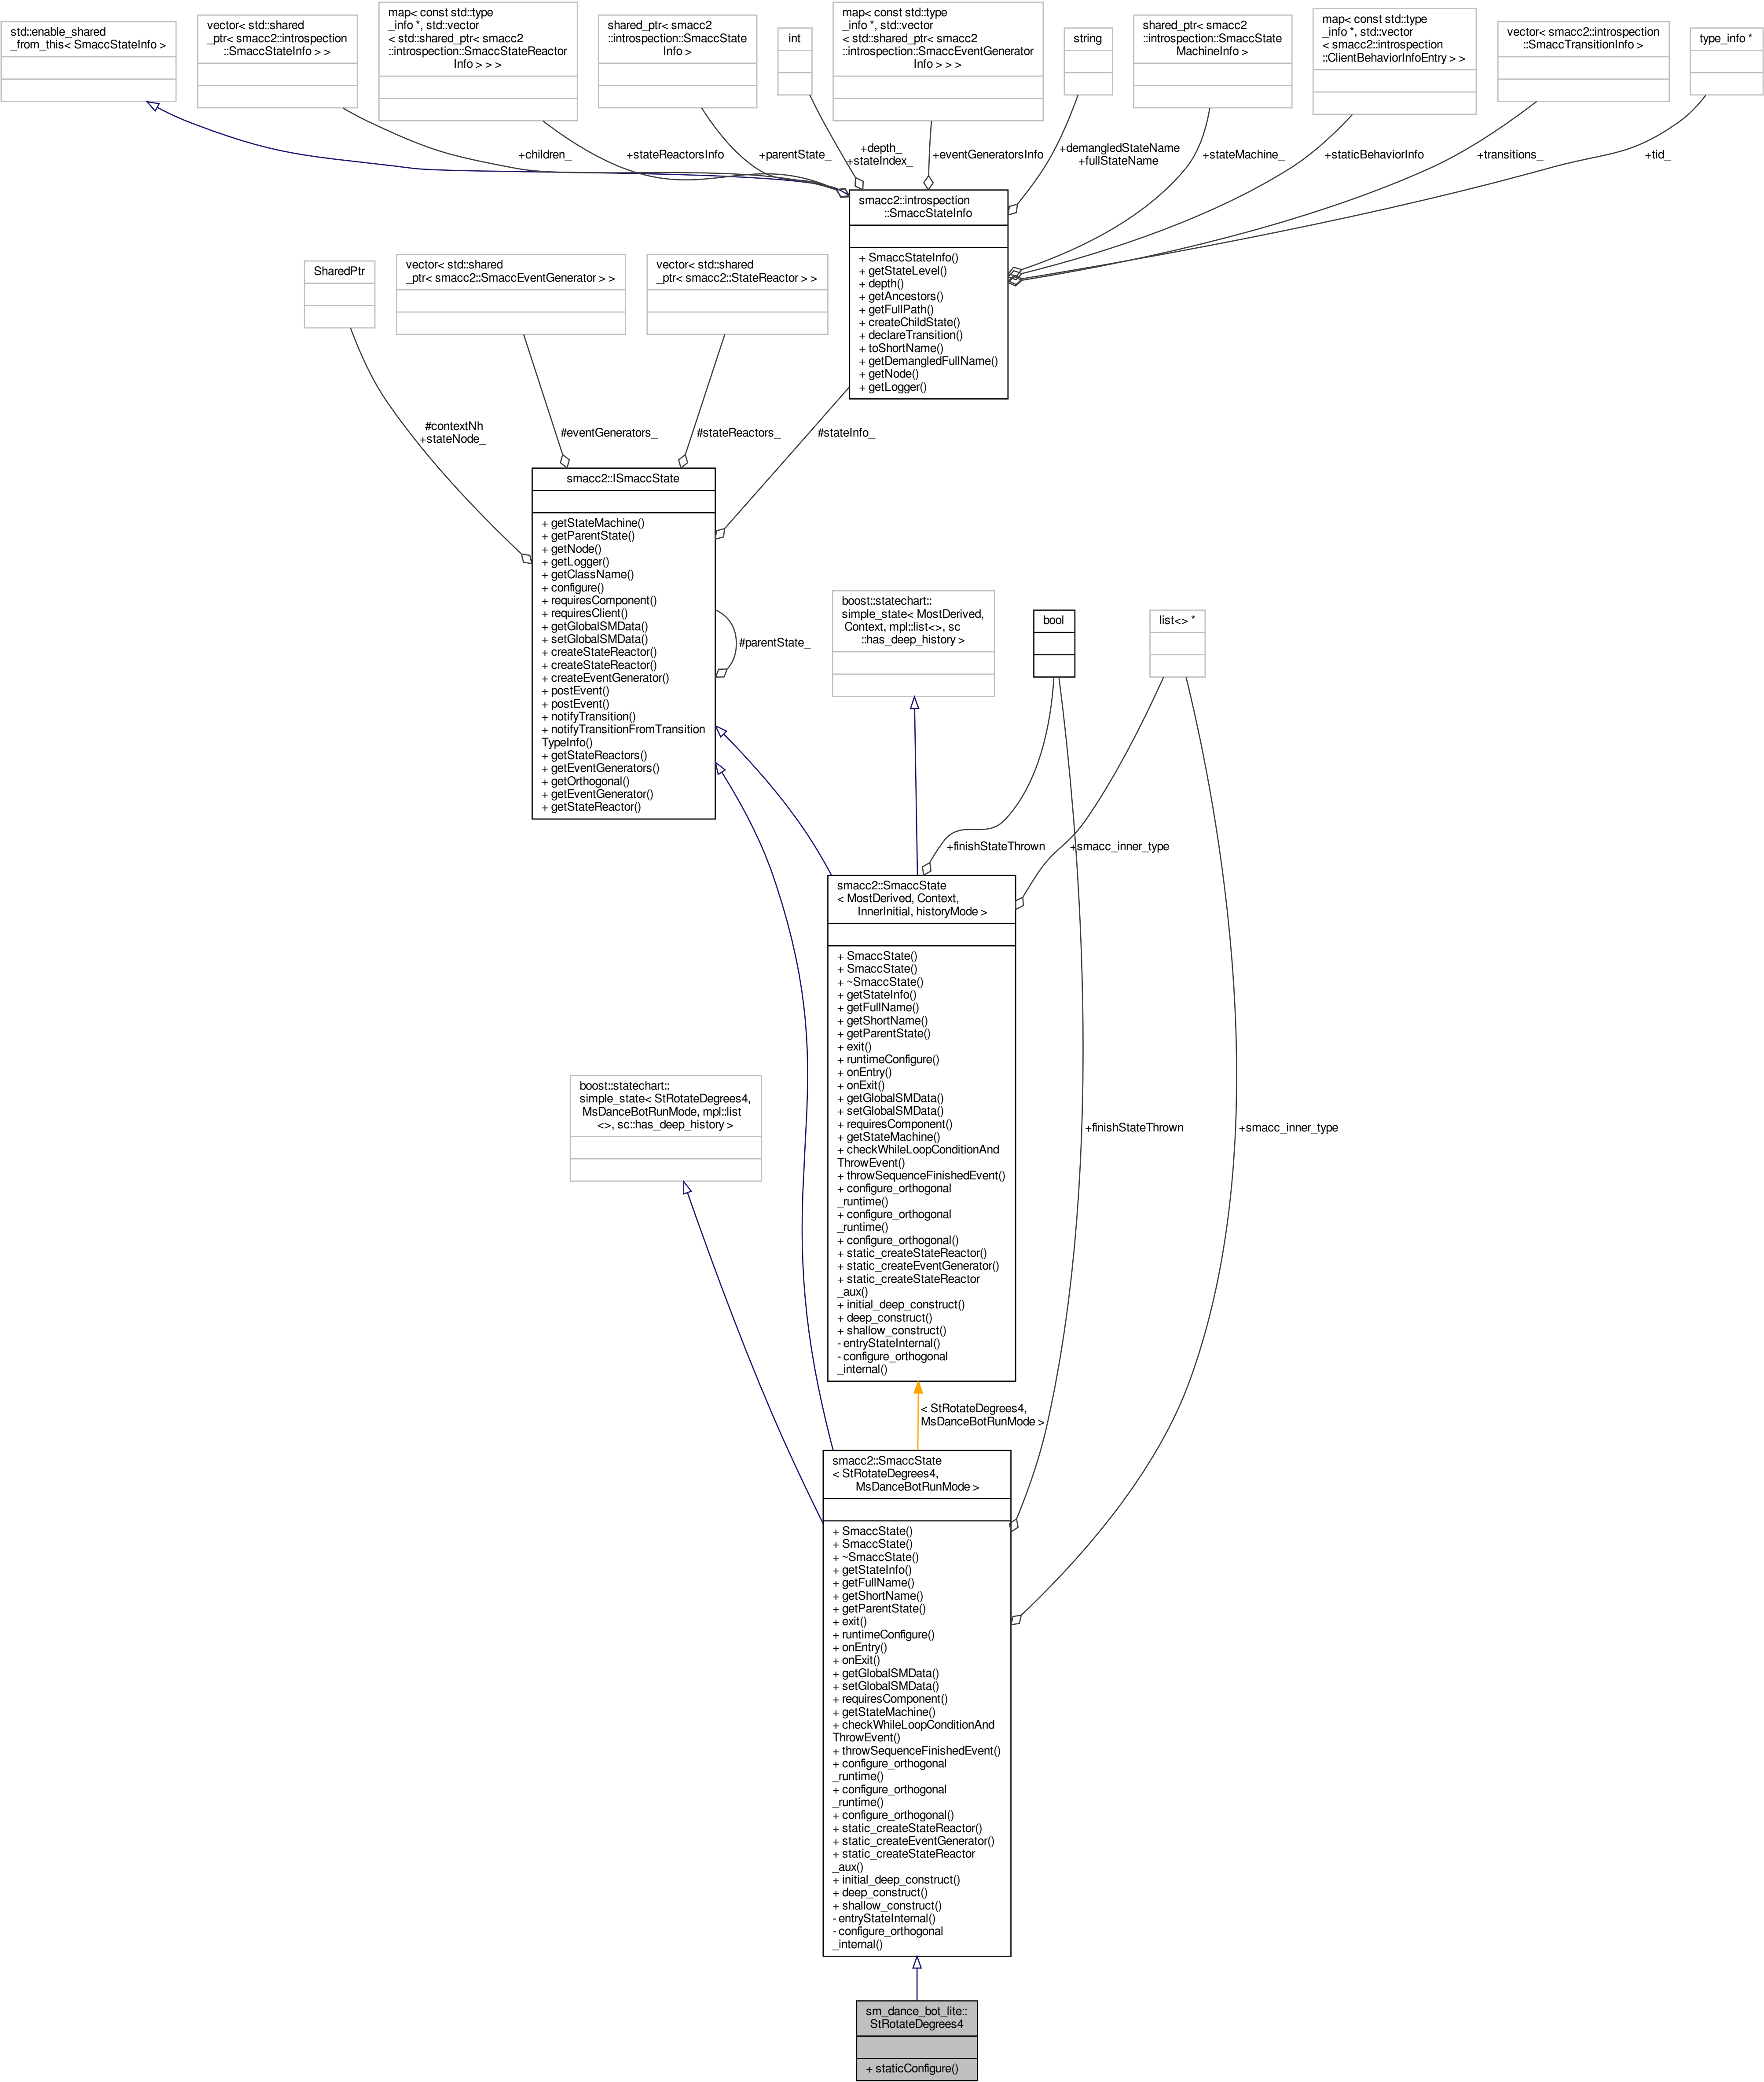 std::enable_shared
_from_this< SmaccStateInfo >
vector< std::shared
_ptr< smacc2::introspection
::SmaccStateInfo > >
map< const std::type
_info *, std::vector
< std::shared_ptr< smacc2
::introspection::SmaccStateReactor
Info > > >
shared_ptr< smacc2
::introspection::SmaccState
Info >
int
map< const std::type
_info *, std::vector
< std::shared_ptr< smacc2
::introspection::SmaccEventGenerator
Info > > >
string
shared_ptr< smacc2
::introspection::SmaccState
MachineInfo >
map< const std::type
_info *, std::vector
< smacc2::introspection
::ClientBehaviorInfoEntry > >
vector< smacc2::introspection
::SmaccTransitionInfo >
type_info *
+children_
+stateReactorsInfo
+parentState_
+depth_
+stateIndex_
+eventGeneratorsInfo
+demangledStateName
+fullStateName
+stateMachine_
+staticBehaviorInfo
+transitions_
+tid_
smacc2::introspection
::SmaccStateInfo
+ SmaccStateInfo()
+ getStateLevel()
+ depth()
+ getAncestors()
+ getFullPath()
+ createChildState()
+ declareTransition()
+ toShortName()
+ getDemangledFullName()
+ getNode()
+ getLogger()
SharedPtr
vector< std::shared
_ptr< smacc2::SmaccEventGenerator > >
vector< std::shared
_ptr< smacc2::StateReactor > >
#contextNh
+stateNode_
#eventGenerators_
#stateReactors_
#stateInfo_
smacc2::ISmaccState
+ getStateMachine()
+ getParentState()
+ getNode()
+ getLogger()
+ getClassName()
+ configure()
+ requiresComponent()
+ requiresClient()
+ getGlobalSMData()
+ setGlobalSMData()
+ createStateReactor()
+ createStateReactor()
+ createEventGenerator()
+ postEvent()
+ postEvent()
+ notifyTransition()
+ notifyTransitionFromTransition
TypeInfo()
+ getStateReactors()
+ getEventGenerators()
+ getOrthogonal()
+ getEventGenerator()
+ getStateReactor()
#parentState_
boost::statechart::
simple_state< MostDerived,
Context, mpl::list<>, sc
::has_deep_history >
bool
list<> *
+finishStateThrown
+smacc_inner_type
smacc2::SmaccState
< MostDerived, Context,
InnerInitial, historyMode >
+ SmaccState()
+ SmaccState()
+ ~SmaccState()
+ getStateInfo()
+ getFullName()
+ getShortName()
+ getParentState()
+ exit()
+ runtimeConfigure()
+ onEntry()
+ onExit()
+ getGlobalSMData()
+ setGlobalSMData()
+ requiresComponent()
+ getStateMachine()
+ checkWhileLoopConditionAnd
ThrowEvent()
+ throwSequenceFinishedEvent()
+ configure_orthogonal
_runtime()
+ configure_orthogonal
_runtime()
+ configure_orthogonal()
+ static_createStateReactor()
+ static_createEventGenerator()
+ static_createStateReactor
_aux()
+ initial_deep_construct()
+ deep_construct()
+ shallow_construct()
- entryStateInternal()
- configure_orthogonal
_internal()
boost::statechart::
simple_state< StRotateDegrees4,
MsDanceBotRunMode, mpl::list
<>, sc::has_deep_history >
+finishStateThrown
+smacc_inner_type
< StRotateDegrees4,
MsDanceBotRunMode >
smacc2::SmaccState
< StRotateDegrees4,
MsDanceBotRunMode >
+ SmaccState()
+ SmaccState()
+ ~SmaccState()
+ getStateInfo()
+ getFullName()
+ getShortName()
+ getParentState()
+ exit()
+ runtimeConfigure()
+ onEntry()
+ onExit()
+ getGlobalSMData()
+ setGlobalSMData()
+ requiresComponent()
+ getStateMachine()
+ checkWhileLoopConditionAnd
ThrowEvent()
+ throwSequenceFinishedEvent()
+ configure_orthogonal
_runtime()
+ configure_orthogonal
_runtime()
+ configure_orthogonal()
+ static_createStateReactor()
+ static_createEventGenerator()
+ static_createStateReactor
_aux()
+ initial_deep_construct()
+ deep_construct()
+ shallow_construct()
- entryStateInternal()
- configure_orthogonal
_internal()
sm_dance_bot_lite::
StRotateDegrees4
+ staticConfigure()